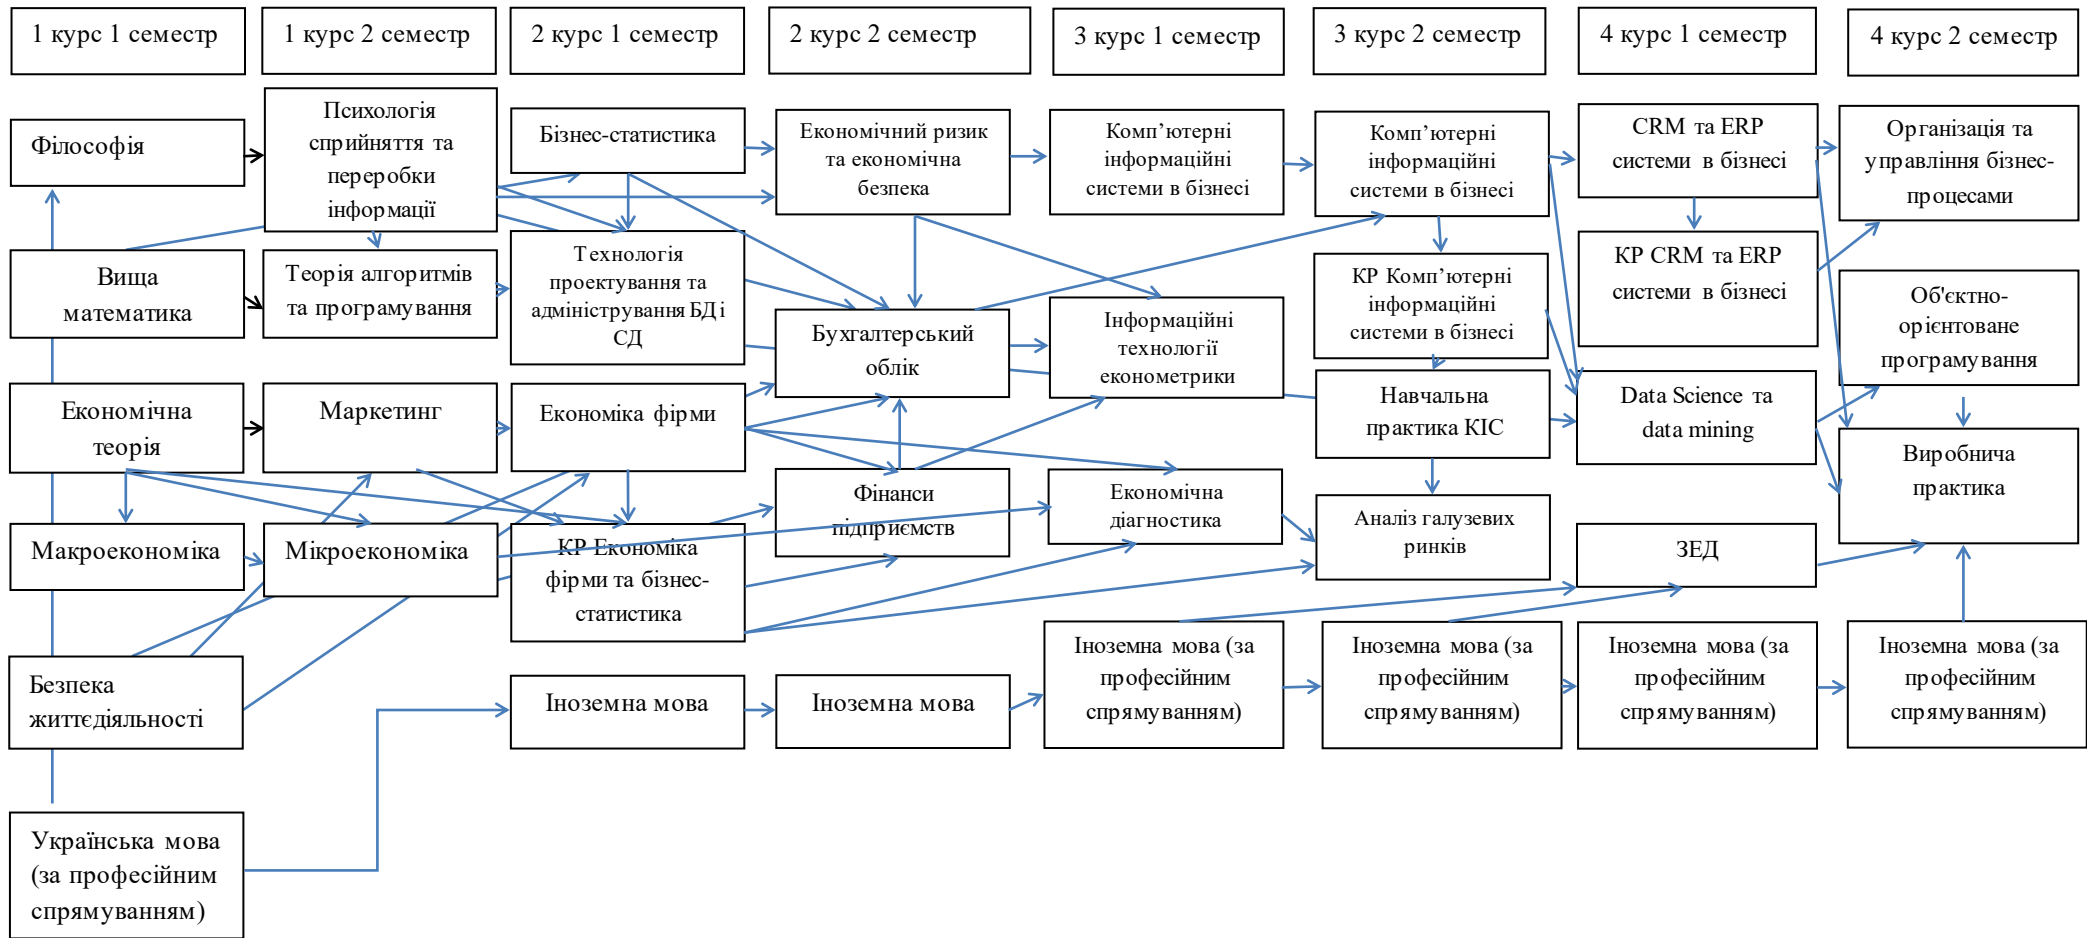 1 курс 1 семестр
1 курс 2 семестр
2 курс 1 семестр
2 курс 2 семестр
3 курс 1 семестр
3 курс 2 семестр
4 курс 1 семестр
4 курс 2 семестр
Філософія
Вища
математика
Економічна
теорія
Макроекономіка
Безпека
життєдіяльності
Українська мова
(за професійним
спрямуванням)
Психологія
сприйняття та
переробки
інформації
Теорія алгоритмів
та програмування
Маркетинг
Мікроекономіка
Бізнес-статистика
Технологія
проектування та
адміністрування БД і
СД
Економіка фірми
КР Економіка
фірми та бізнес-
статистика
Іноземна мова
Економічний ризик
та економічна
безпека
Бухгалтерський
облік
Фінанси
підприємств
Іноземна мова
Комп’ютерні
інформаційні
системи в бізнесі
Інформаційні
технології
економетрики
Економічна
діагностика
Іноземна мова (за
професійним
спрямуванням)
Комп’ютерні
інформаційні
системи в бізнесі
КР Комп’ютерні
інформаційні
системи в бізнесі
Навчальна
практика КІС
Аналіз галузевих
ринків
Іноземна мова (за
професійним
спрямуванням)
CRM та ERP
системи в бізнесі
КР CRM та ERP
системи в бізнесі
Data Science та
data mining
ЗЕД
Іноземна мова (за
професійним
спрямуванням)
Організація та
управління бізнес-
процесами
Об'єктно-
орієнтоване
програмування
Виробнича
практика
Іноземна мова (за
професійним
спрямуванням)